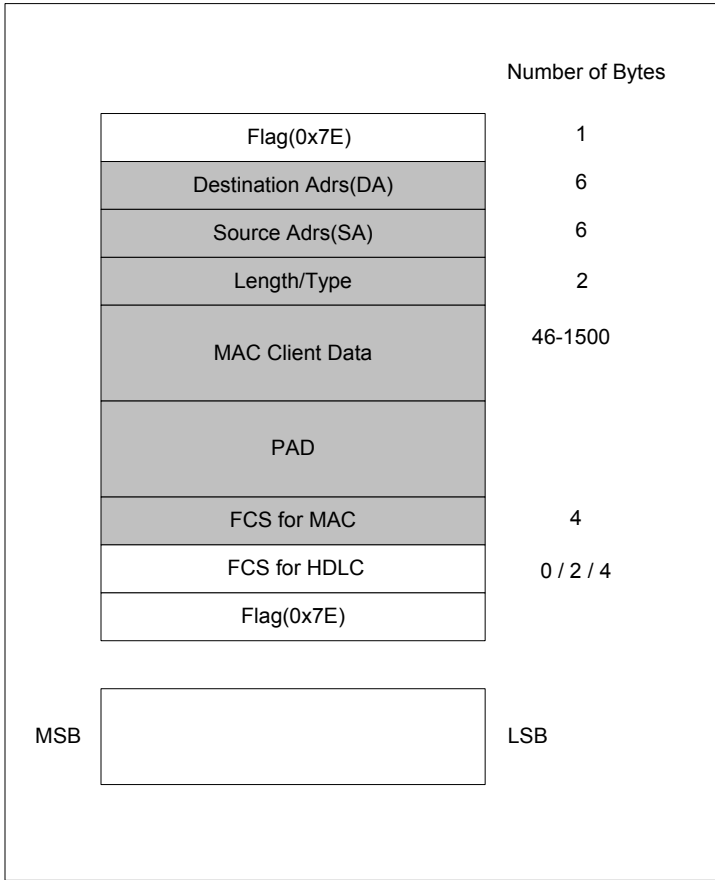 Number of Bytes
Flag(0x7E) 1
Destination Adrs(DA) 6
Source Adrs(SA) 6
Length/Type 2
MAC Client Data 46-1500
PAD
FCS for MAC 4
FCS for HDLC 0 / 2 / 4
Flag(0x7E)
MSB LSB